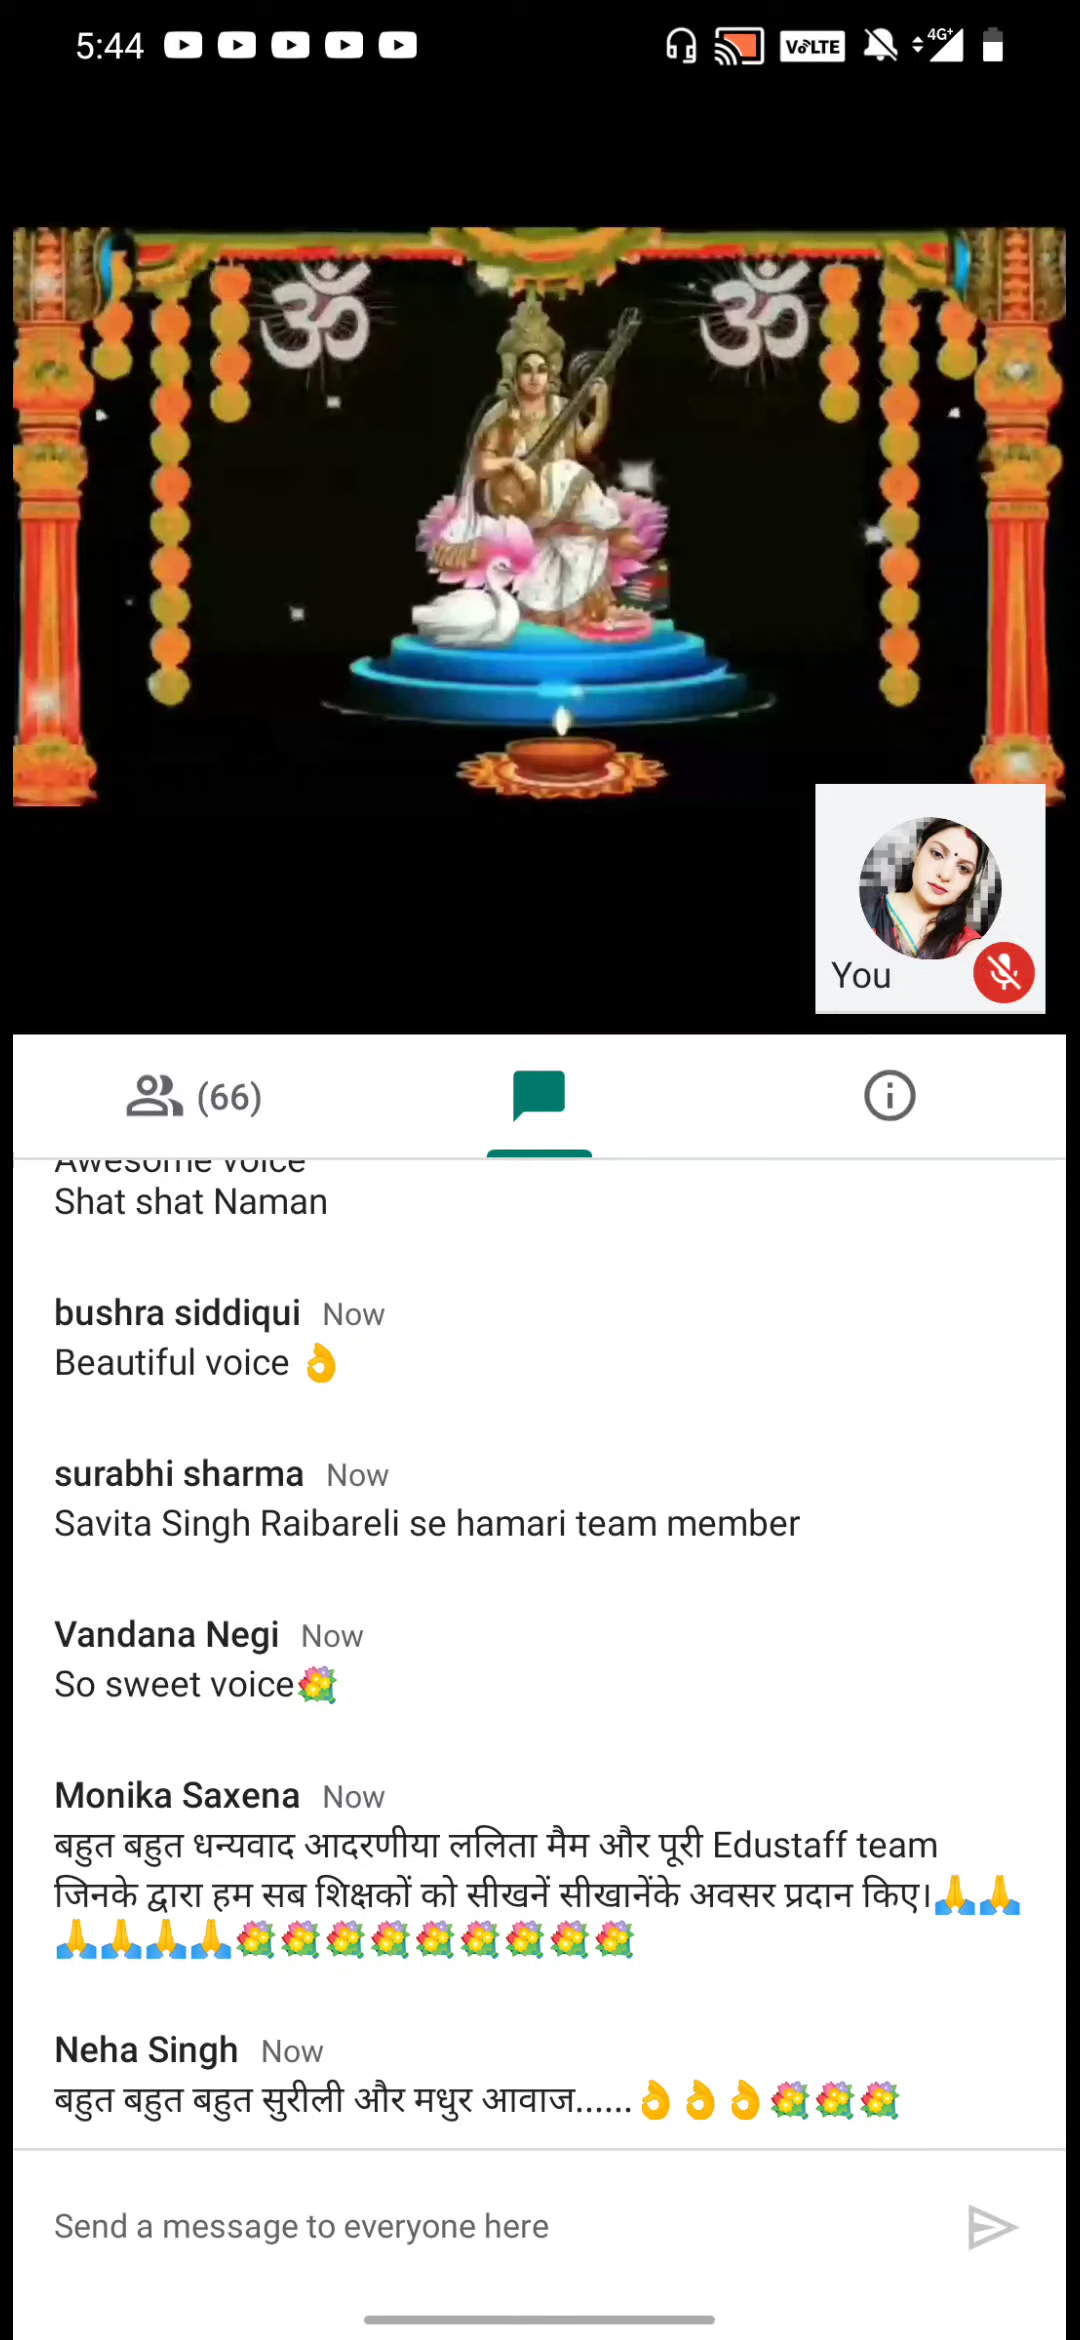 5:44
VoLTE
4G+
ॐ ॐ
You
(66)
Awesome voice
Shat shat Naman
bushra siddiqui Now
Beautiful voice 👌
surabhi sharma Now
Savita Singh Raibareli se hamari team member
Vandana Negi Now
So sweet voice💐
Monika Saxena Now
बहुत बहुत धन्यवाद आदरणीया ललिता मैम और पूरी Edustaff team
जिनके द्वारा हम सब शिक्षकों को सीखनें सीखानेंके अवसर प्रदान किए।🙏🙏
🙏🙏🙏🙏💐💐💐💐💐💐💐💐💐
Neha Singh Now
बहुत बहुत बहुत सुरीली और मधुर आवाज......👌👌👌💐💐💐
Send a message to everyone here